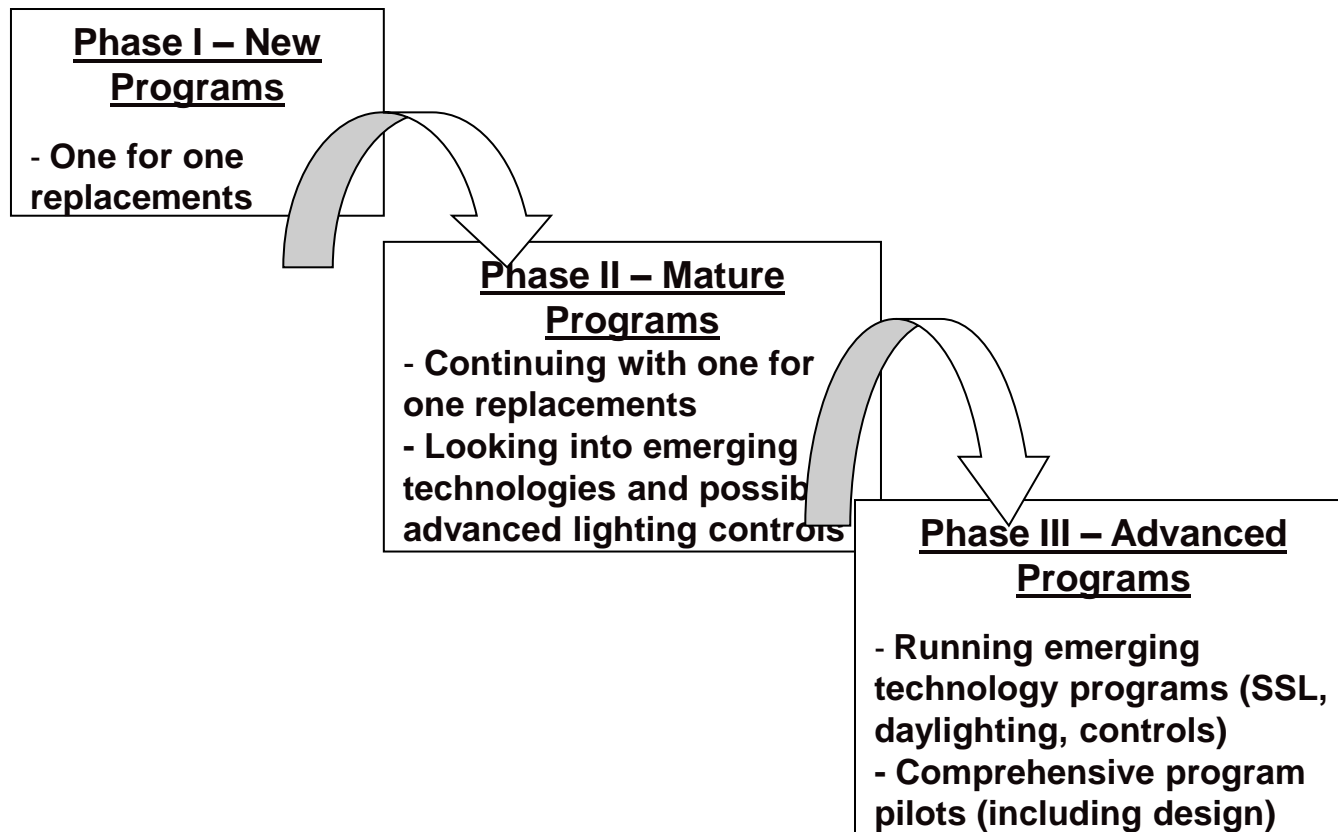 Phase I – New
Programs
- One for one
replacements
Phase II – Mature
Programs
- Continuing with one for
one replacements
- Looking into emerging
technologies and possib
advanced lighting controls
Phase III – Advanced
Programs
- Running emerging
technology programs (SSL,
daylighting, controls)
- Comprehensive program
pilots (including design)